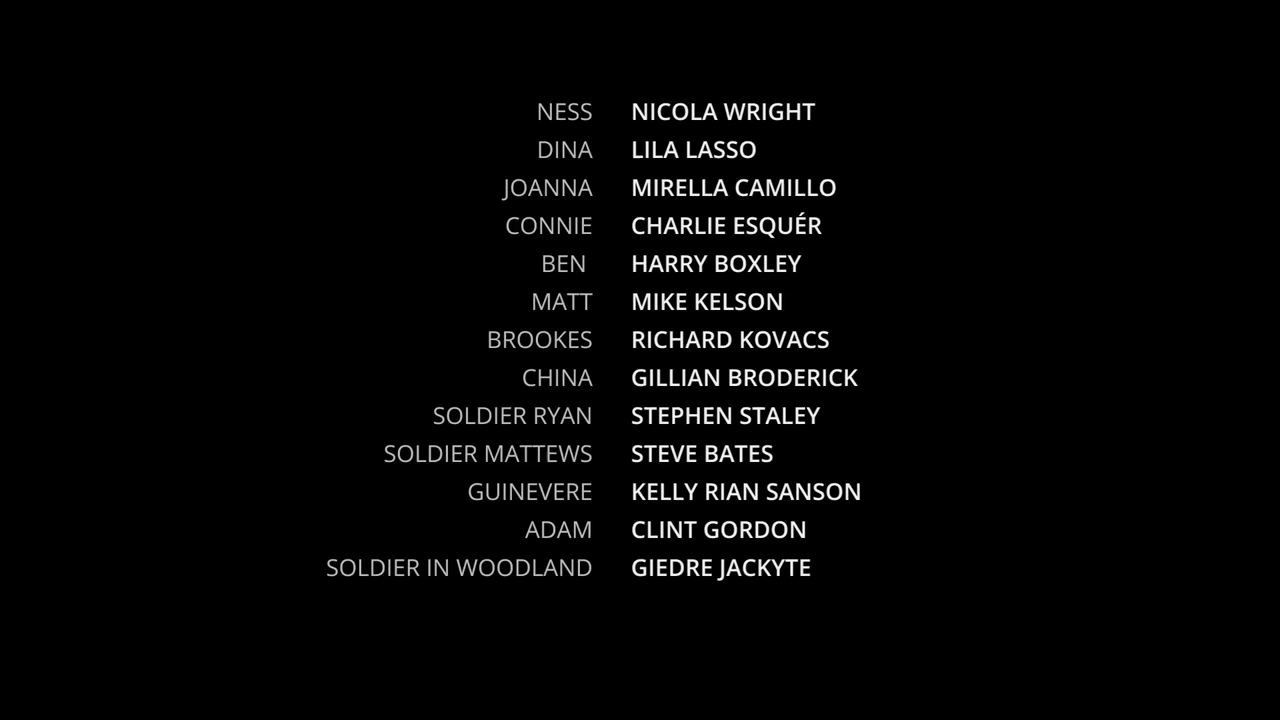 NESS NICOLA WRIGHT
DINA LILA LASSO
JOANNA MIRELLA CAMILLO
CONNIE CHARLIE ESQUÉR
BEN HARRY BOXLEY
MATT MIKE KELSON
BROOKES RICHARD KOVACS
CHINA GILLIAN BRODERICK
SOLDIER RYAN STEPHEN STALEY
SOLDIER MATTEWS STEVE BATES
GUINEVERE KELLY RIAN SANSON
ADAM CLINT GORDON
SOLDIER IN WOODLAND GIEDRE JACKYTE